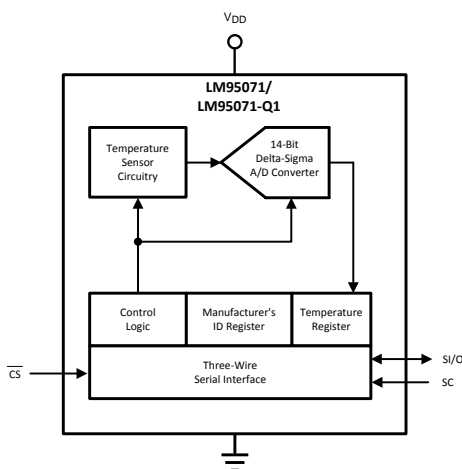 VDD
LM95071/
LM95071-Q1
Temperature
Sensor
Circuitry
14-Bit
Delta-Sigma
A/D Converter
Control
Logic
Manufacturer's
ID Register
Temperature
Register
Three-Wire
Serial Interface
CS
SI/O
SC